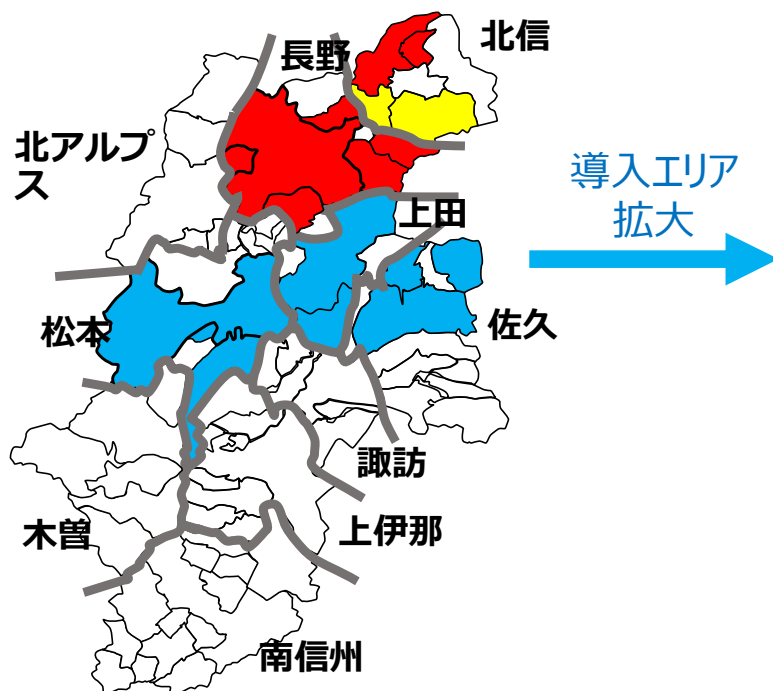 北信
長野
北アルプ
ス
上田
導入エリア
拡大
松本
佐久
諏訪
木曽
上伊那
南信州